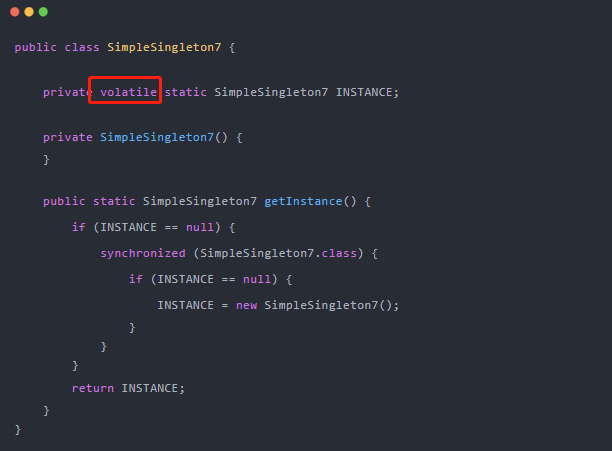 public class SimpleSingleton7 {
private volatile static SimpleSingleton7 INSTANCE;
private SimpleSingleton7() {
}
public static SimpleSingleton7 getInstance() {
if (INSTANCE == null) {
synchronized (SimpleSingleton7.class) {
if (INSTANCE == null) {
INSTANCE = new SimpleSingleton7();
}
}
}
return INSTANCE;
}
}